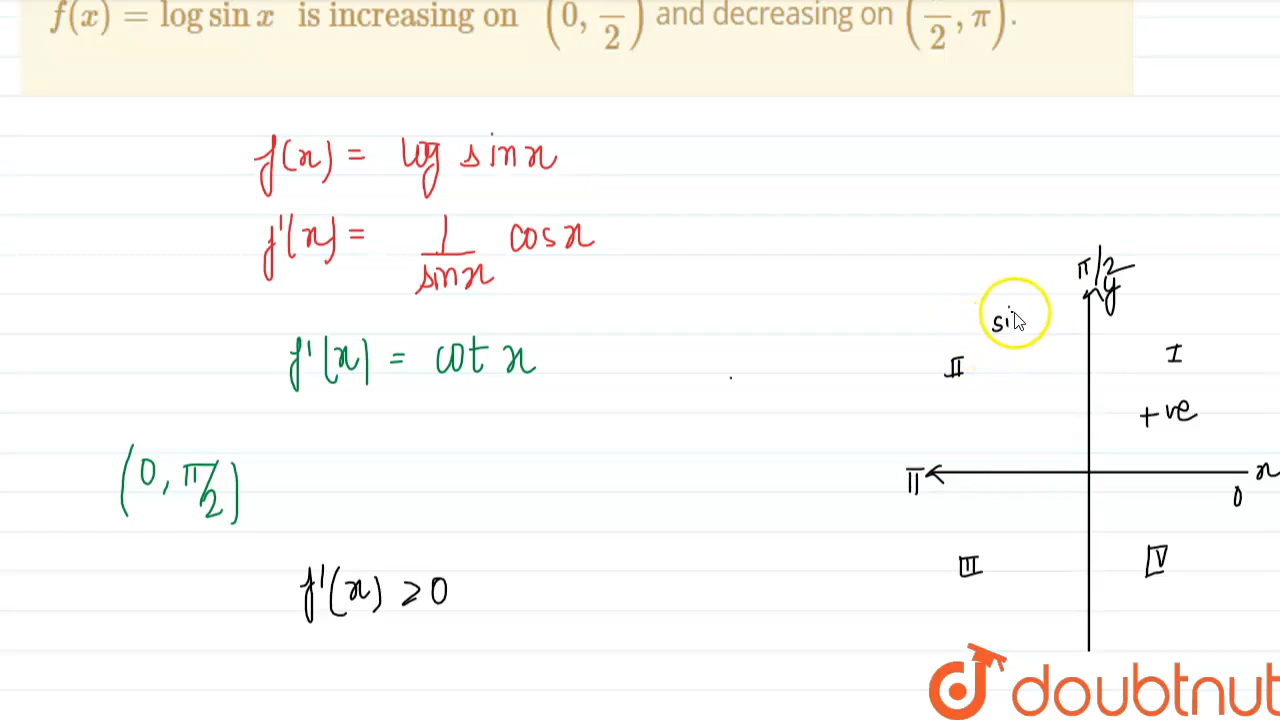 f(x) = log sin x is increasing on (0, π/2) and decreasing on (π/2, π).
f(x) = log sin x
f'(x) = 1/sin x cos x
π/2
y
si
f'(x) = cot x
II
I
+ve
(0, π/2)
π
x
0
III
IV
f'(x) ≥ 0
doubtnut